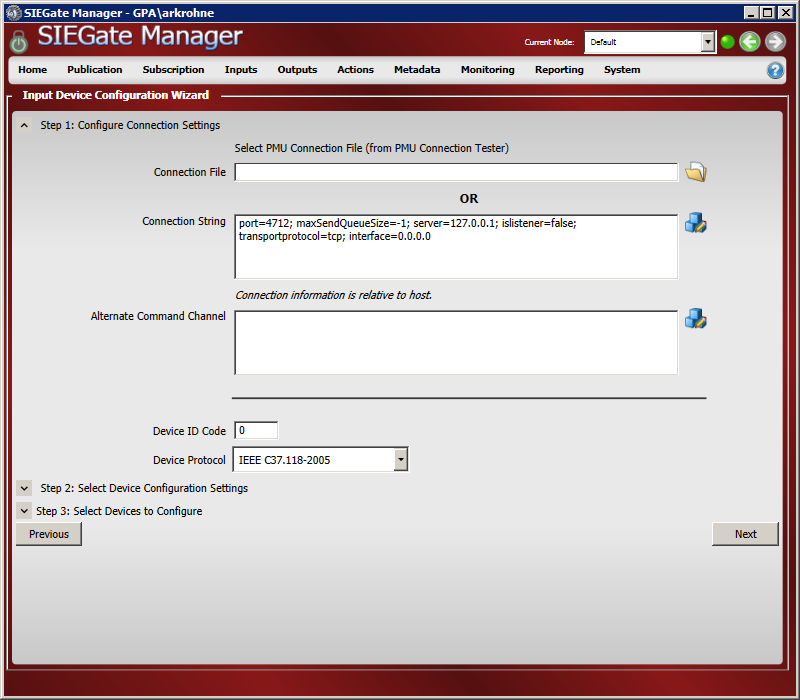 SIEGate Manager - GPA\arkrohne
SIEGate Manager
Current Node: Default
Home Publication Subscription Inputs Outputs Actions Metadata Monitoring Reporting System
?
Input Device Configuration Wizard
Step 1: Configure Connection Settings
Select PMU Connection File (from PMU Connection Tester)
Connection File
OR
Connection String
port=4712; maxSendQueueSize=-1; server=127.0.0.1; islistener=false;
transportprotocol=tcp; interface=0.0.0.0
Connection information is relative to host.
Alternate Command Channel
Device ID Code 0
Device Protocol IEEE C37.118-2005
Step 2: Select Device Configuration Settings
Step 3: Select Devices to Configure
Previous Next